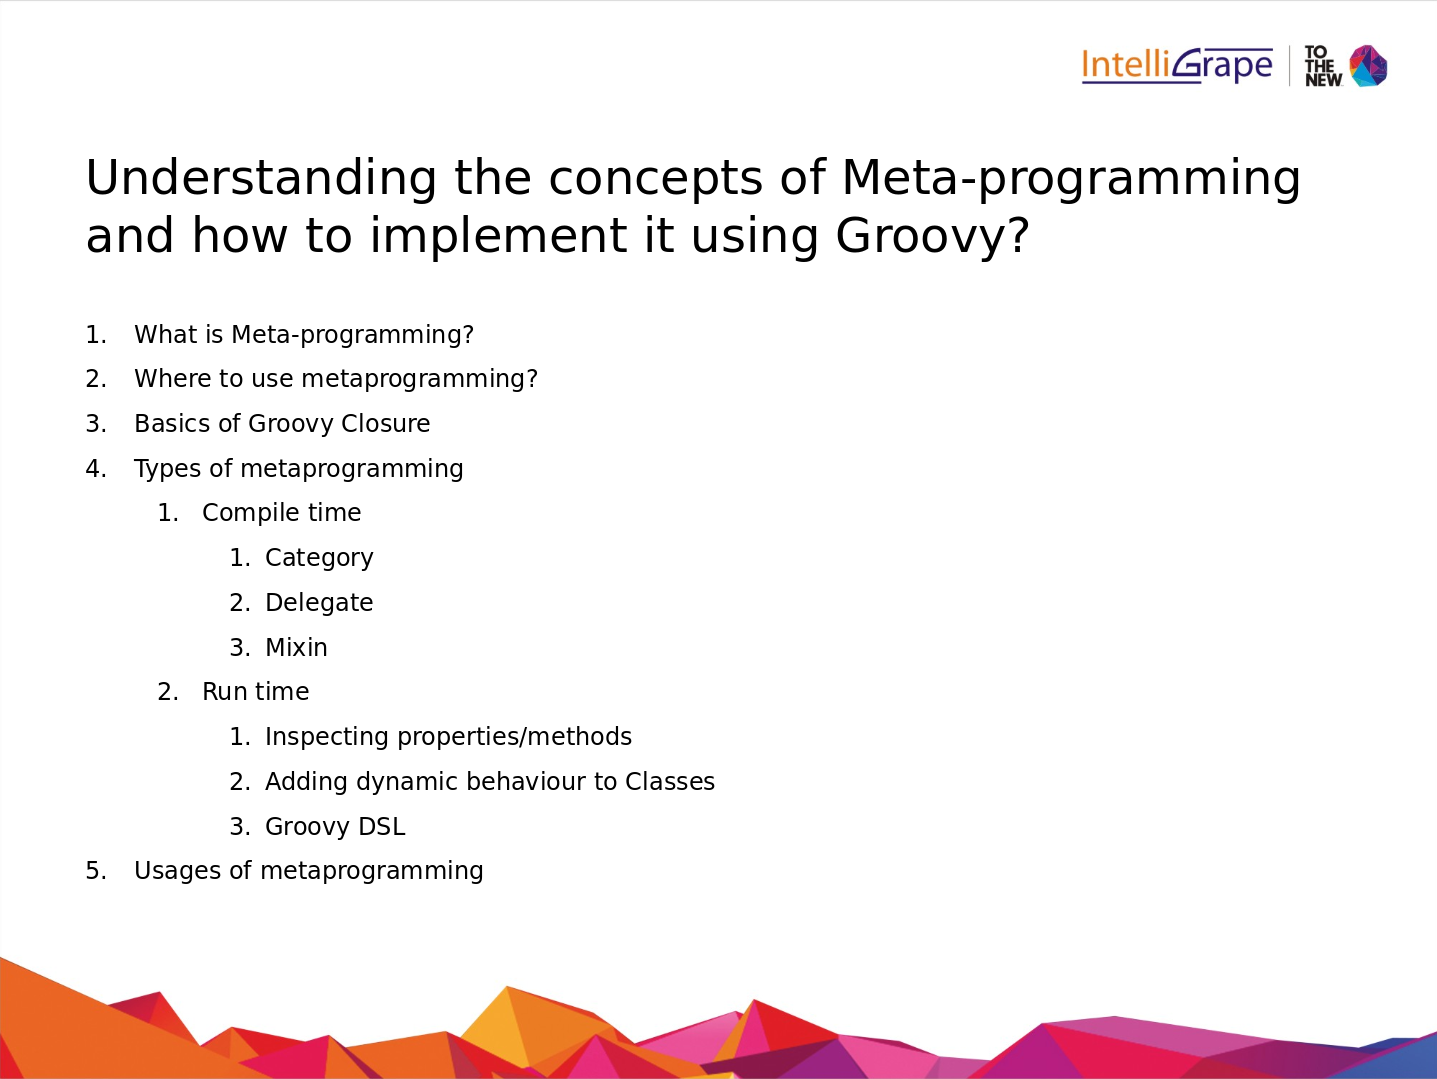 IntelliGrape
TO
THE
NEW
Understanding the concepts of Meta-programming
and how to implement it using Groovy?
1. What is Meta-programming?
2. Where to use metaprogramming?
3. Basics of Groovy Closure
4. Types of metaprogramming
1. Compile time
1. Category
2. Delegate
3. Mixin
2. Run time
1. Inspecting properties/methods
2. Adding dynamic behaviour to Classes
3. Groovy DSL
5. Usages of metaprogramming